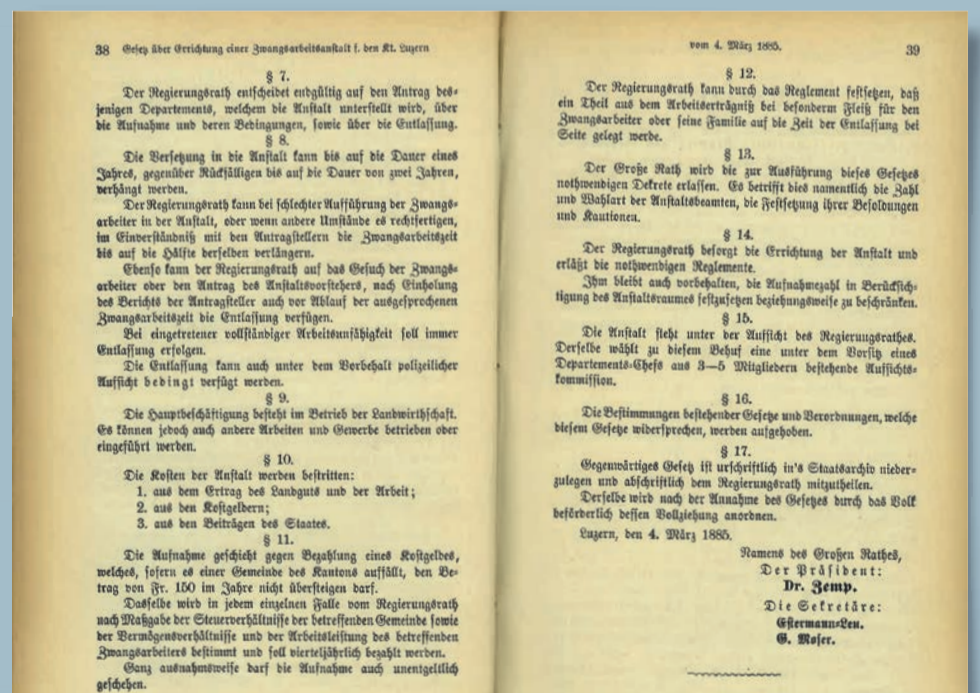 38 Gesetz über Errichtung einer Zwangsarbeitsanstalt f. den Kt. Luzern
§ 7.
Der Regierungsrath entscheidet endgültig auf den Antrag des-
jenigen Departements, welchem die Anstalt unterstellt wird, über
die Aufnahme und deren Bedingungen, sowie über die Entlassung.
§ 8.
Die Versetzung in die Anstalt kann bis auf die Dauer eines
Jahres, gegenüber Rückfälligen bis auf die Dauer von zwei Jahren,
verhängt werden.
Der Regierungsrath kann bei schlechter Aufführung der Zwangs-
arbeiter in der Anstalt, oder wenn andere Umstände es rechtfertigen,
im Einverständniß mit den Antragstellern die Zwangsarbeitszeit
bis auf die Hälfte derselben verlängern.
Ebenso kann der Regierungsrath auf das Gesuch der Zwangs-
arbeiter oder den Antrag des Anstaltsvorstehers, nach Einholung
des Berichts der Antragsteller auch vor Ablauf der ausgesprochenen
Zwangsarbeitszeit die Entlassung verfügen.
Bei eingetretener vollständiger Arbeitsunfähigkeit soll immer
Entlassung erfolgen.
Die Entlassung kann auch unter dem Vorbehalt polizeilicher
Aufsicht bedingt verfügt werden.
§ 9.
Die Hauptbeschäftigung besteht im Betrieb der Landwirthschaft.
Es können jedoch auch andere Arbeiten und Gewerbe betrieben oder
eingeführt werden.
§ 10.
Die Kosten der Anstalt werden bestritten:
1. aus dem Ertrag des Landguts und der Arbeit;
2. aus den Kostgeldern;
3. aus den Beiträgen des Staates.
§ 11.
Die Aufnahme geschieht gegen Bezahlung eines Kostgeldes,
welches, sofern es einer Gemeinde des Kantons auffällt, den Be-
trag von Fr. 150 im Jahre nicht übersteigen darf.
Dasselbe wird in jedem einzelnen Falle vom Regierungsrath
nach Maßgabe der Steuerverhältnisse der betreffenden Gemeinde sowie
der Vermögensverhältnisse und der Arbeitsleistung des betreffenden
Zwangsarbeiters bestimmt und soll vierteljährlich bezahlt werden.
Ganz ausnahmsweise darf die Aufnahme auch unentgeltlich
geschehen.
vom 4. März 1885. 39
§ 12.
Der Regierungsrath kann durch das Reglement festsetzen, daß
ein Theil aus dem Arbeitserträgniß bei besonderm Fleiß für den
Zwangsarbeiter oder seine Familie auf die Zeit der Entlassung bei
Seite gelegt werde.
§ 13.
Der Große Rath wird die zur Ausführung dieses Gesetzes
nothwendigen Dekrete erlassen. Es betrifft dies namentlich die Zahl
und Wahlart der Anstaltsbeamten, die Festsetzung ihrer Besoldungen
und Kautionen.
§ 14.
Der Regierungsrath besorgt die Errichtung der Anstalt und
erläßt die nothwendigen Reglemente.
Ihm bleibt auch vorbehalten, die Aufnahmezahl in Berücksich-
tigung des Anstaltsraumes festzusetzen beziehungsweise zu beschränken.
§ 15.
Die Anstalt steht unter der Aufsicht des Regierungsrathes.
Derselbe wählt zu diesem Behuf eine unter dem Vorsitz eines
Departements-Chefs aus 3—5 Mitgliedern bestehende Aufsichts-
kommission.
§ 16.
Die Bestimmungen bestehender Gesetze und Verordnungen, welche
diesem Gesetze widersprechen, werden aufgehoben.
§ 17.
Gegenwärtiges Gesetz ist urschriftlich in's Staatsarchiv nieder-
zulegen und abschriftlich dem Regierungsrath mitzutheilen.
Derselbe wird nach der Annahme des Gesetzes durch das Volk
beförderlich dessen Vollziehung anordnen.
Luzern, den 4. März 1885.
Namens des Großen Rathes,
Der Präsident:
Dr. Zemp.
Die Sekretäre:
Estermann-Leu.
G. Moser.